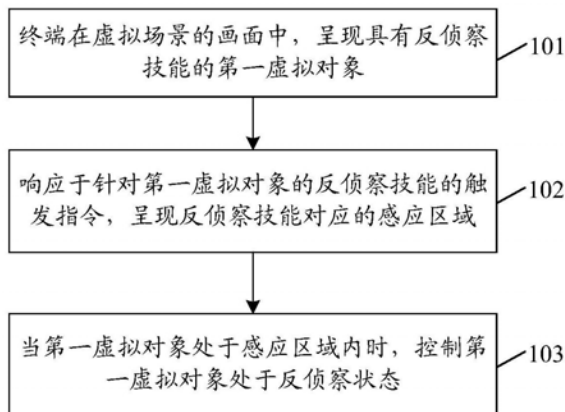 终端在虚拟场景的画面中，呈现具有反侦察
技能的第一虚拟对象
101
响应于针对第一虚拟对象的反侦察技能的触
发指令，呈现反侦察技能对应的感应区域
102
当第一虚拟对象处于感应区域内时，控制第
一虚拟对象处于反侦察状态
103